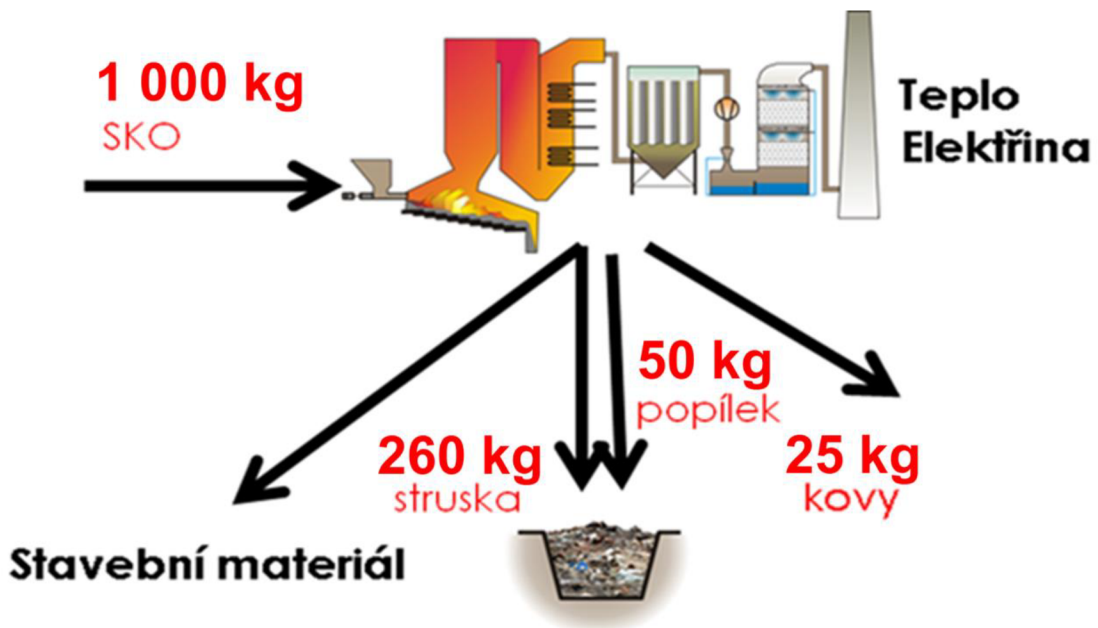 1 000 kg
SKO
Teplo
Elektřina
50 kg
popílek
260 kg
struska
25 kg
kovy
Stavební materiál